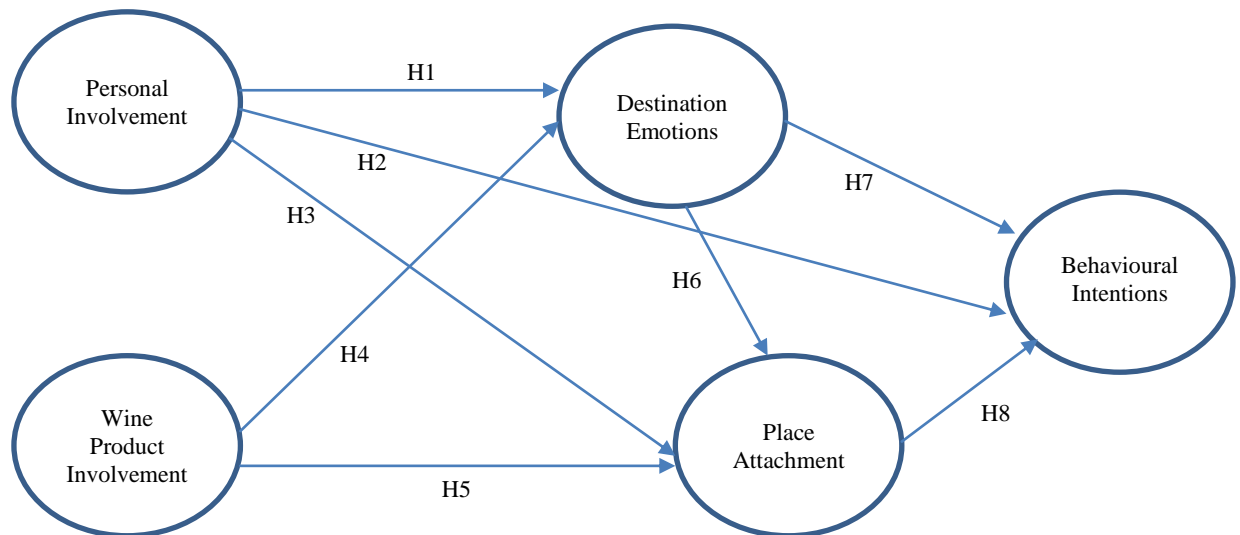 Personal
Involvement
H1
Destination
Emotions
H2
H7
H3
Behavioural
Intentions
H6
H4
Wine
Product
Involvement
Place
Attachment
H8
H5